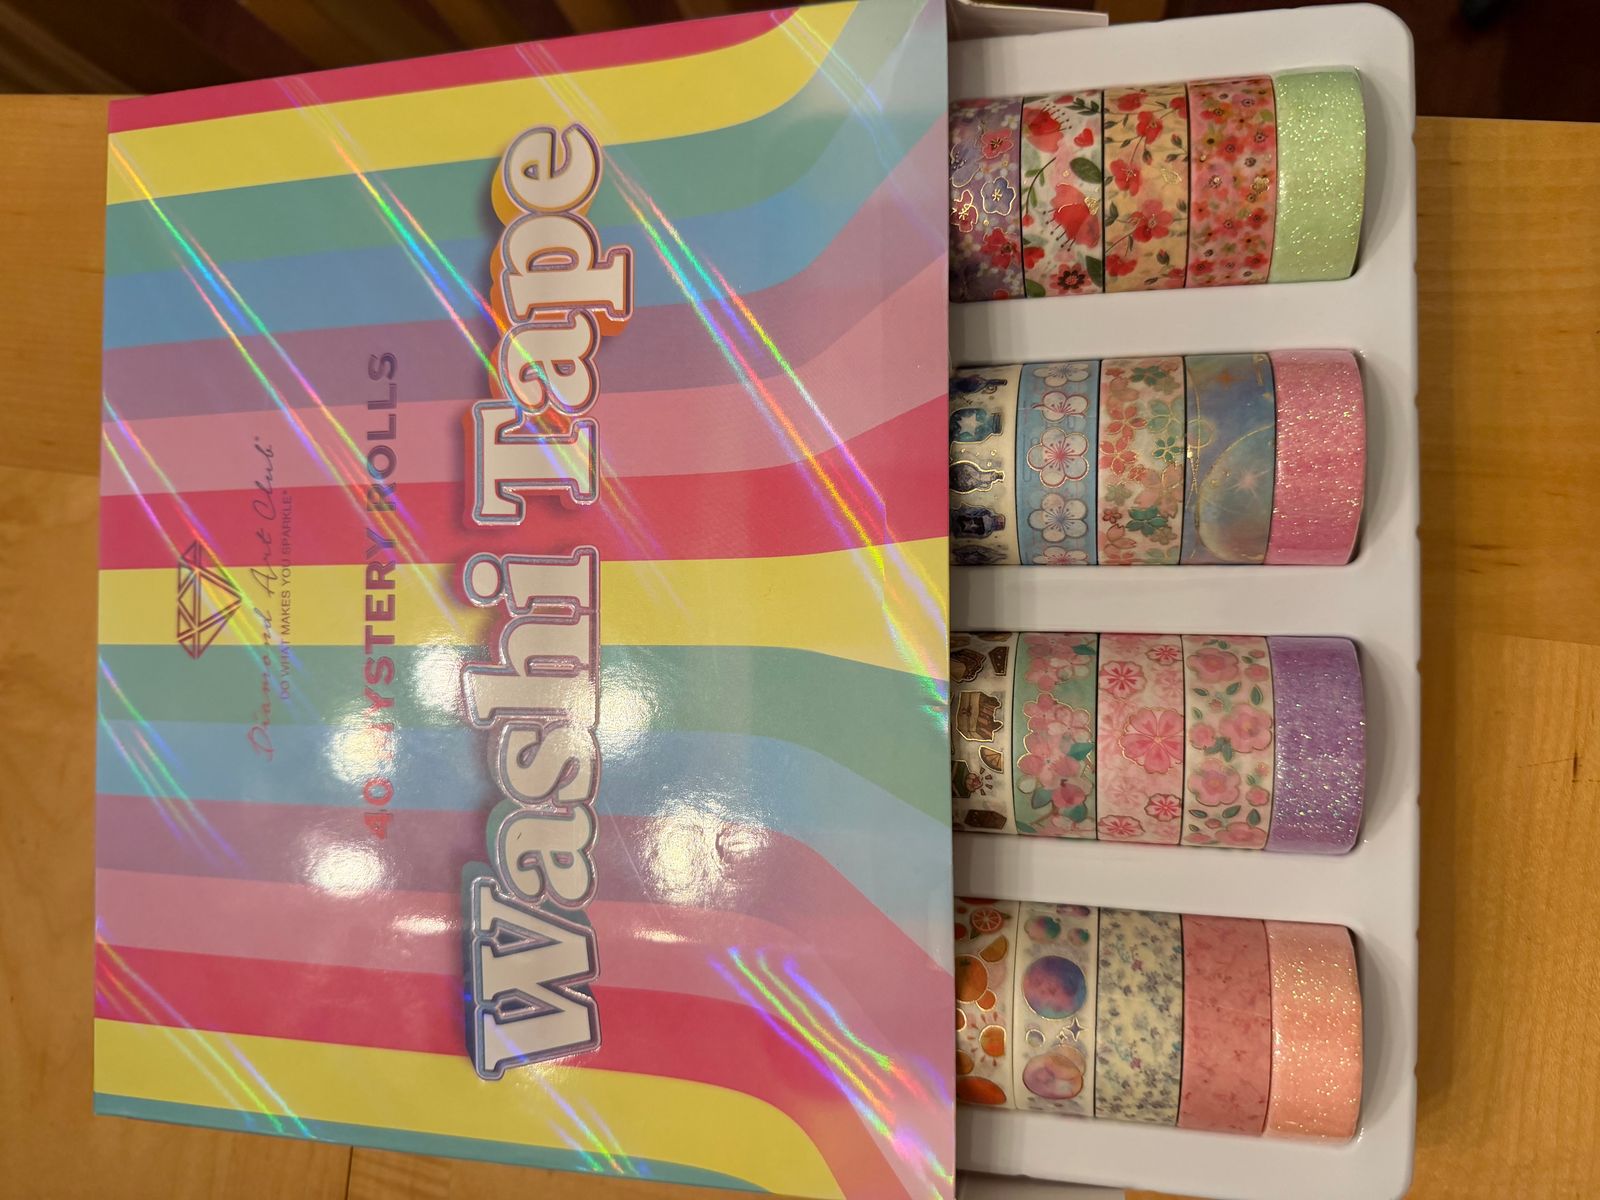 Diamond Art Club®
DO WHAT MAKES YOU SPARKLE®
40 MYSTERY ROLLS
Washi Tape